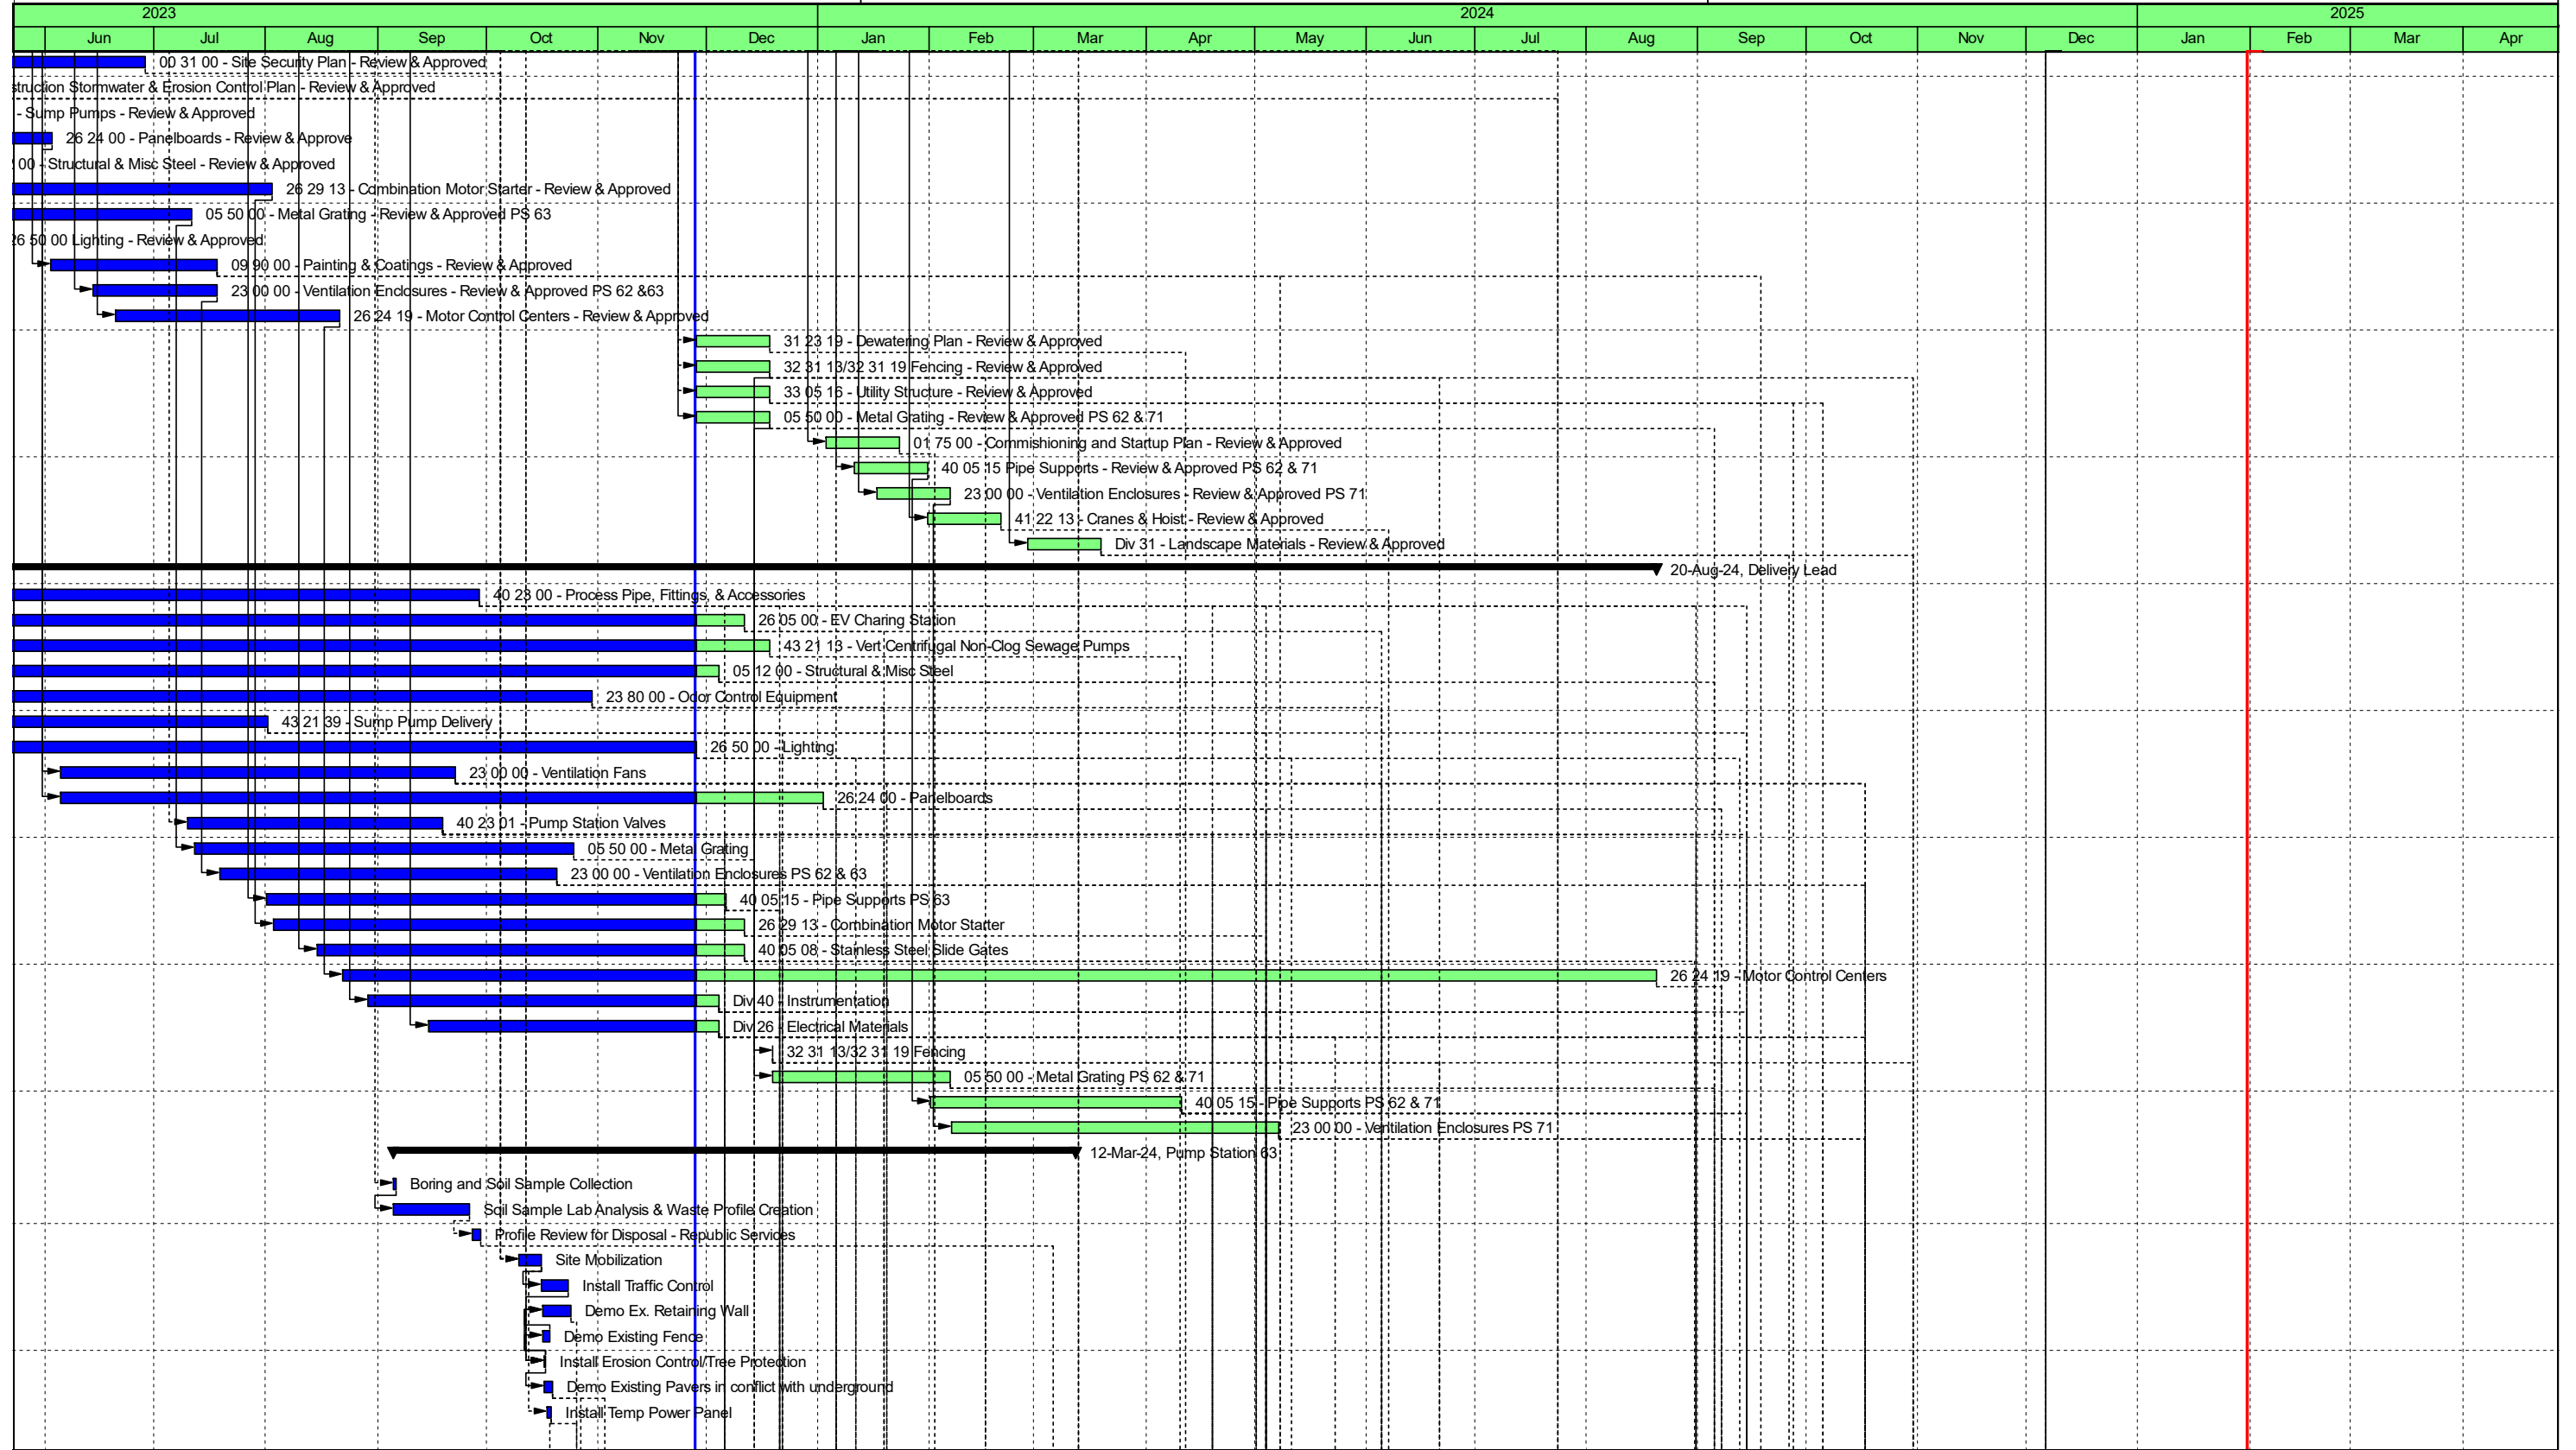 2023 2024 2025
Jun Jul Aug Sep Oct Nov Dec Jan Feb Mar Apr May Jun Jul Aug Sep Oct Nov Dec Jan Feb Mar Apr
00 31 00 - Site Security Plan - Review & Approved
struction Stormwater & Erosion Control Plan - Review & Approved
- Sump Pumps - Review & Approved
26 24 00 - Panelboards - Review & Approve
00 - Structural & Misc Steel - Review & Approved
26 29 13 - Combination Motor Starter - Review & Approved
05 50 00 - Metal Grating - Review & Approved PS 63
26 50 00 Lighting - Review & Approved
09 90 00 - Painting & Coatings - Review & Approved
23 00 00 - Ventilation Enclosures - Review & Approved PS 62 &63
26 24 19 - Motor Control Centers - Review & Approved
31 23 19 - Dewatering Plan - Review & Approved
32 31 13/32 31 19 Fencing - Review & Approved
33 05 16 - Utility Structure - Review & Approved
05 50 00 - Metal Grating - Review & Approved PS 62 & 71
01 75 00 - Commishioning and Startup Plan - Review & Approved
40 05 15 Pipe Supports - Review & Approved PS 62 & 71
23 00 00 - Ventilation Enclosures - Review & Approved PS 71
41 22 13 - Cranes & Hoist - Review & Approved
Div 31 - Landscape Materials - Review & Approved
20-Aug-24, Delivery Lead
40 23 00 - Process Pipe, Fittings, & Accessories
26 05 00 - EV Charing Station
43 21 13 - Vert Centrifugal Non-Clog Sewage Pumps
05 12 00 - Structural & Misc Steel
23 80 00 - Odor Control Equipment
43 21 39 - Sump Pump Delivery
26 50 00 - Lighting
23 00 00 - Ventilation Fans
26 24 00 - Panelboards
40 23 01 - Pump Station Valves
05 50 00 - Metal Grating
23 00 00 - Ventilation Enclosures PS 62 & 63
40 05 15 - Pipe Supports PS 63
26 29 13 - Combination Motor Starter
40 05 08 - Stainless Steel Slide Gates
26 24 19 - Motor Control Centers
Div 40 - Instrumentation
Div 26 - Electrical Materials
32 31 13/32 31 19 Fencing
05 50 00 - Metal Grating PS 62 & 71
40 05 15 - Pipe Supports PS 62 & 71
23 00 00 - Ventilation Enclosures PS 71
12-Mar-24, Pump Station 63
Boring and Soil Sample Collection
Soil Sample Lab Analysis & Waste Profile Creation
Profile Review for Disposal - Republic Services
Site Mobilization
Install Traffic Control
Demo Ex. Retaining Wall
Demo Existing Fence
Install Erosion Control/Tree Protection
Demo Existing Pavers in conflict with underground
Install Temp Power Panel